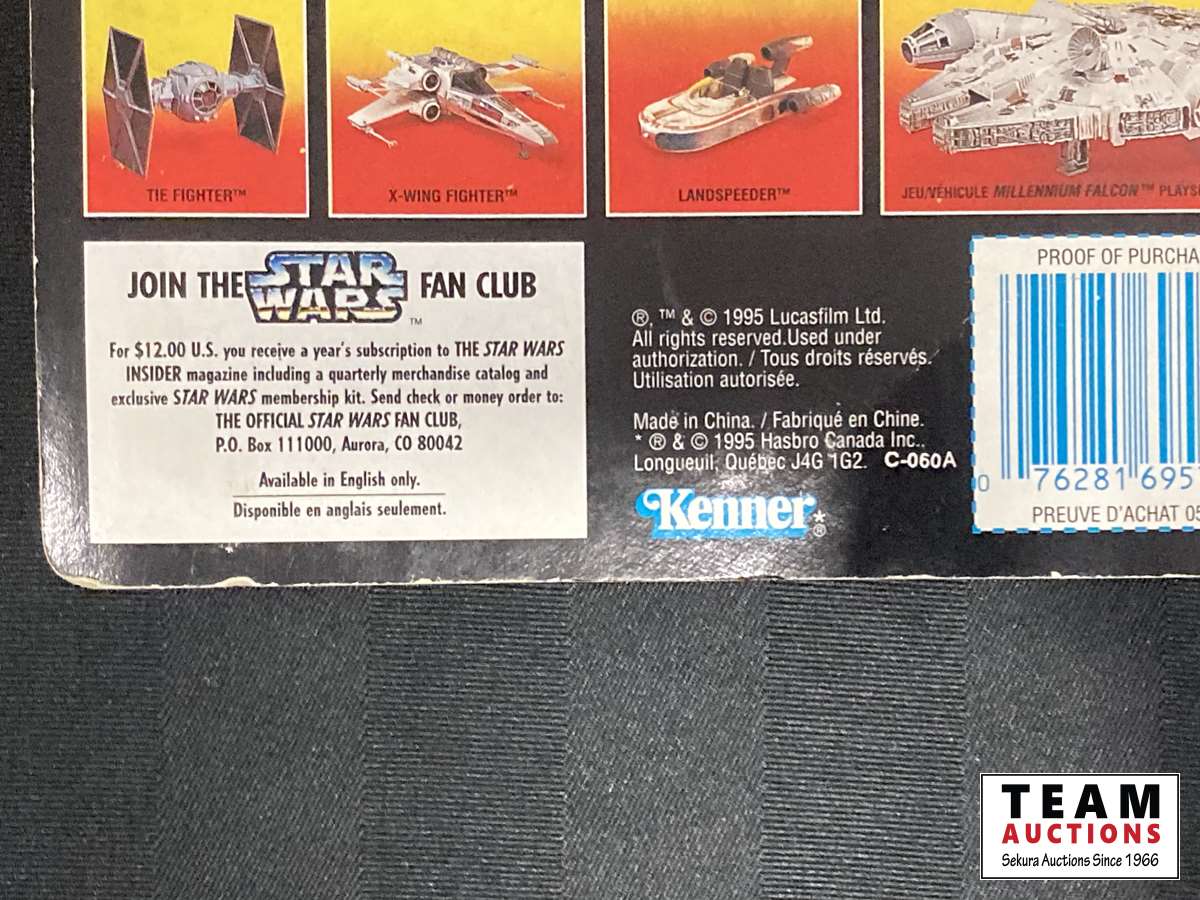 TIE FIGHTER™
X-WING FIGHTER™
LANDSPEEDER™
JEU/VÉHICULE MILLENNIUM FALCON™
JOIN THE STAR WARS™ FAN CLUB
For $12.00 U.S. you receive a year's subscription to THE STAR WARS
INSIDER magazine including a quarterly merchandise catalog and
exclusive STAR WARS membership kit. Send check or money order to:
THE OFFICIAL STAR WARS FAN CLUB,
P.O. Box 111000, Aurora, CO 80042
Available in English only.
Disponible en anglais seulement.
®, ™ & © 1995 Lucasfilm Ltd.
All rights reserved.Used under
authorization. / Tous droits réservés.
Utilisation autorisée.
Made in China. / Fabriqué en Chine.
* ® & © 1995 Hasbro Canada Inc..
Longueuil, Québec J4G 1G2. C-060A
Kenner*®
PROOF OF PURCHA
0 76281 695
PREUVE D'ACHAT 05
TEAM
AUCTIONS
Sekura Auctions Since 1966